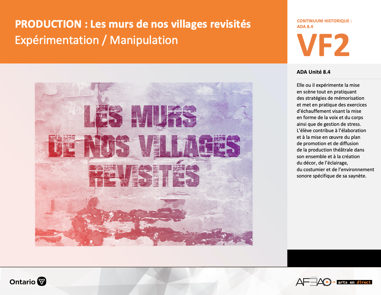 PRODUCTION : Les murs de nos villages revisités
Expérimentation / Manipulation
LES MURS
DE NOS VILLAGES
REVISITÉS
CONTINUUM HISTORIQUE :
ADA 8.4
VF2
ADA Unité 8.4
Elle ou il expérimente la mise
en scène tout en pratiquant
des stratégies de mémorisation
et met en pratique des exercices
d'échauffement visant la mise
en forme de la voix et du corps
ainsi que de gestion de stress.
L'élève contribue à l'élaboration
et à la mise en œuvre du plan
de promotion et de diffusion
de la production théâtrale dans
son ensemble et à la création
du décor, de l'éclairage,
du costumier et de l'environnement
sonore spécifique de sa saynète.
Ontario
AFEAO
arts en direct